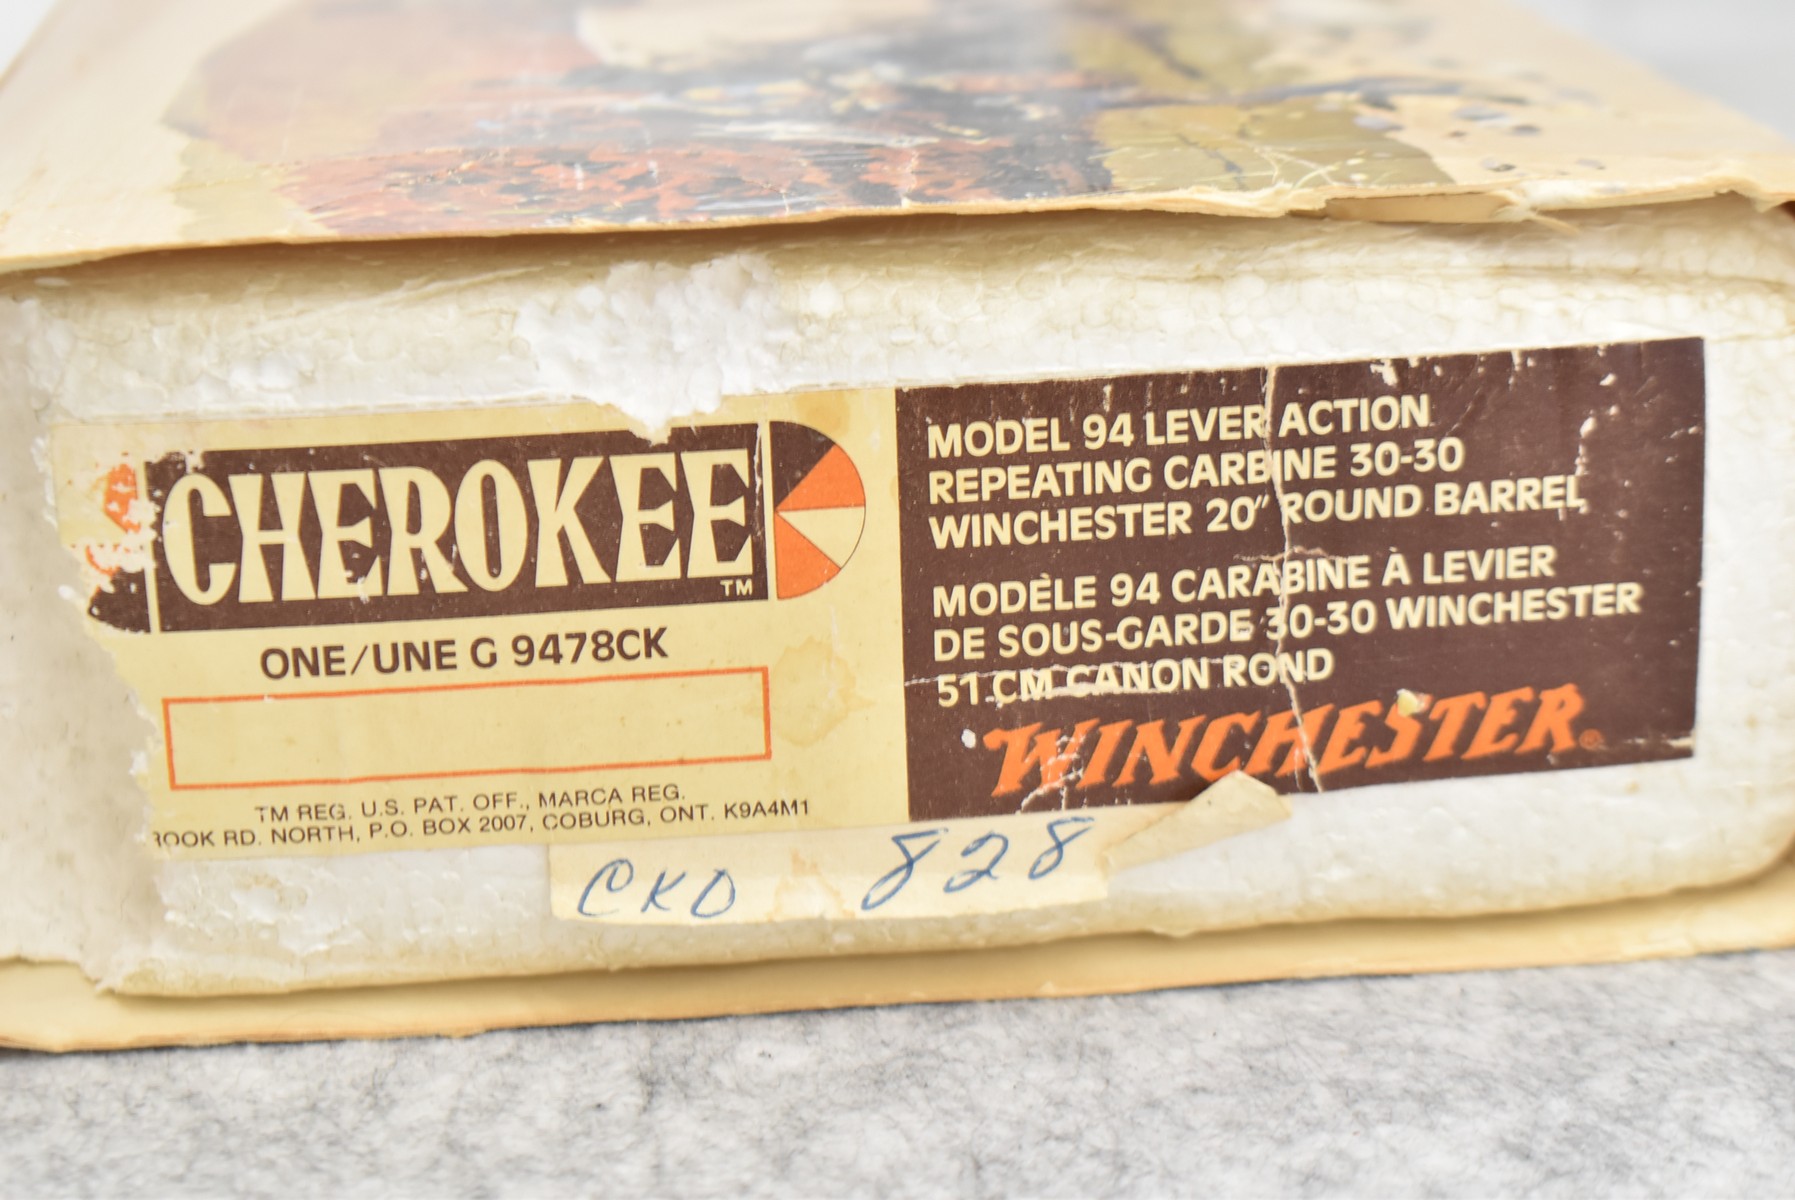 CHEROKEE
TM
ONE/UNE G 9478CK
TM REG. U.S. PAT. OFF., MARCA REG.
ROOK RD. NORTH, P.O. BOX 2007, COBURG, ONT. K9A4M1
MODEL 94 LEVER ACTION
REPEATING CARBINE 30-30
WINCHESTER 20" ROUND BARREL
MODÈLE 94 CARABINE À LEVIER
DE SOUS-GARDE 30-30 WINCHESTER
51 CM CANON ROND
WINCHESTER®
CKD 828